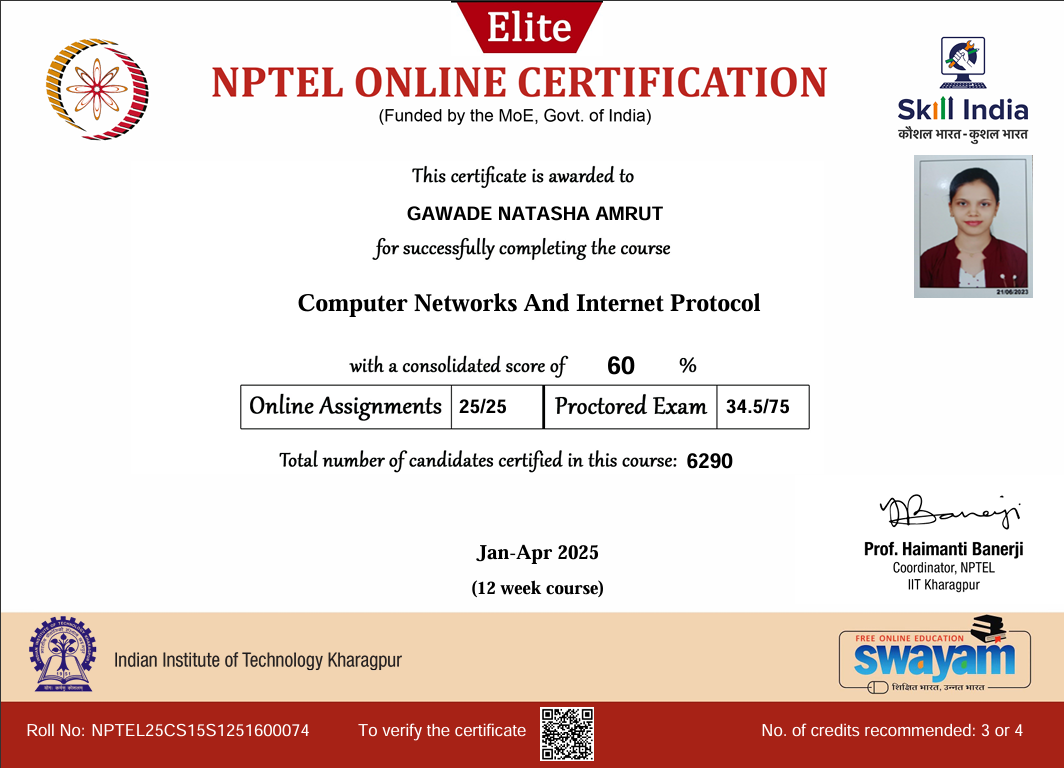 Elite
NPTEL ONLINE CERTIFICATION
(Funded by the MoE, Govt. of India)
Skill India
कौशल भारत - कुशल भारत
This certificate is awarded to
GAWADE NATASHA AMRUT
for successfully completing the course
21/06/2023
Computer Networks And Internet Protocol
with a consolidated score of 60 %
Online Assignments 25/25 Proctored Exam 34.5/75
Total number of candidates certified in this course: 6290
Jan-Apr 2025
(12 week course)
Prof. Haimanti Banerji
Coordinator, NPTEL
IIT Kharagpur
Indian Institute of Technology Kharagpur
FREE ONLINE EDUCATION
swayam
शिक्षित भारत, उन्नत भारत
Roll No: NPTEL25CS15S1251600074 To verify the certificate No. of credits recommended: 3 or 4